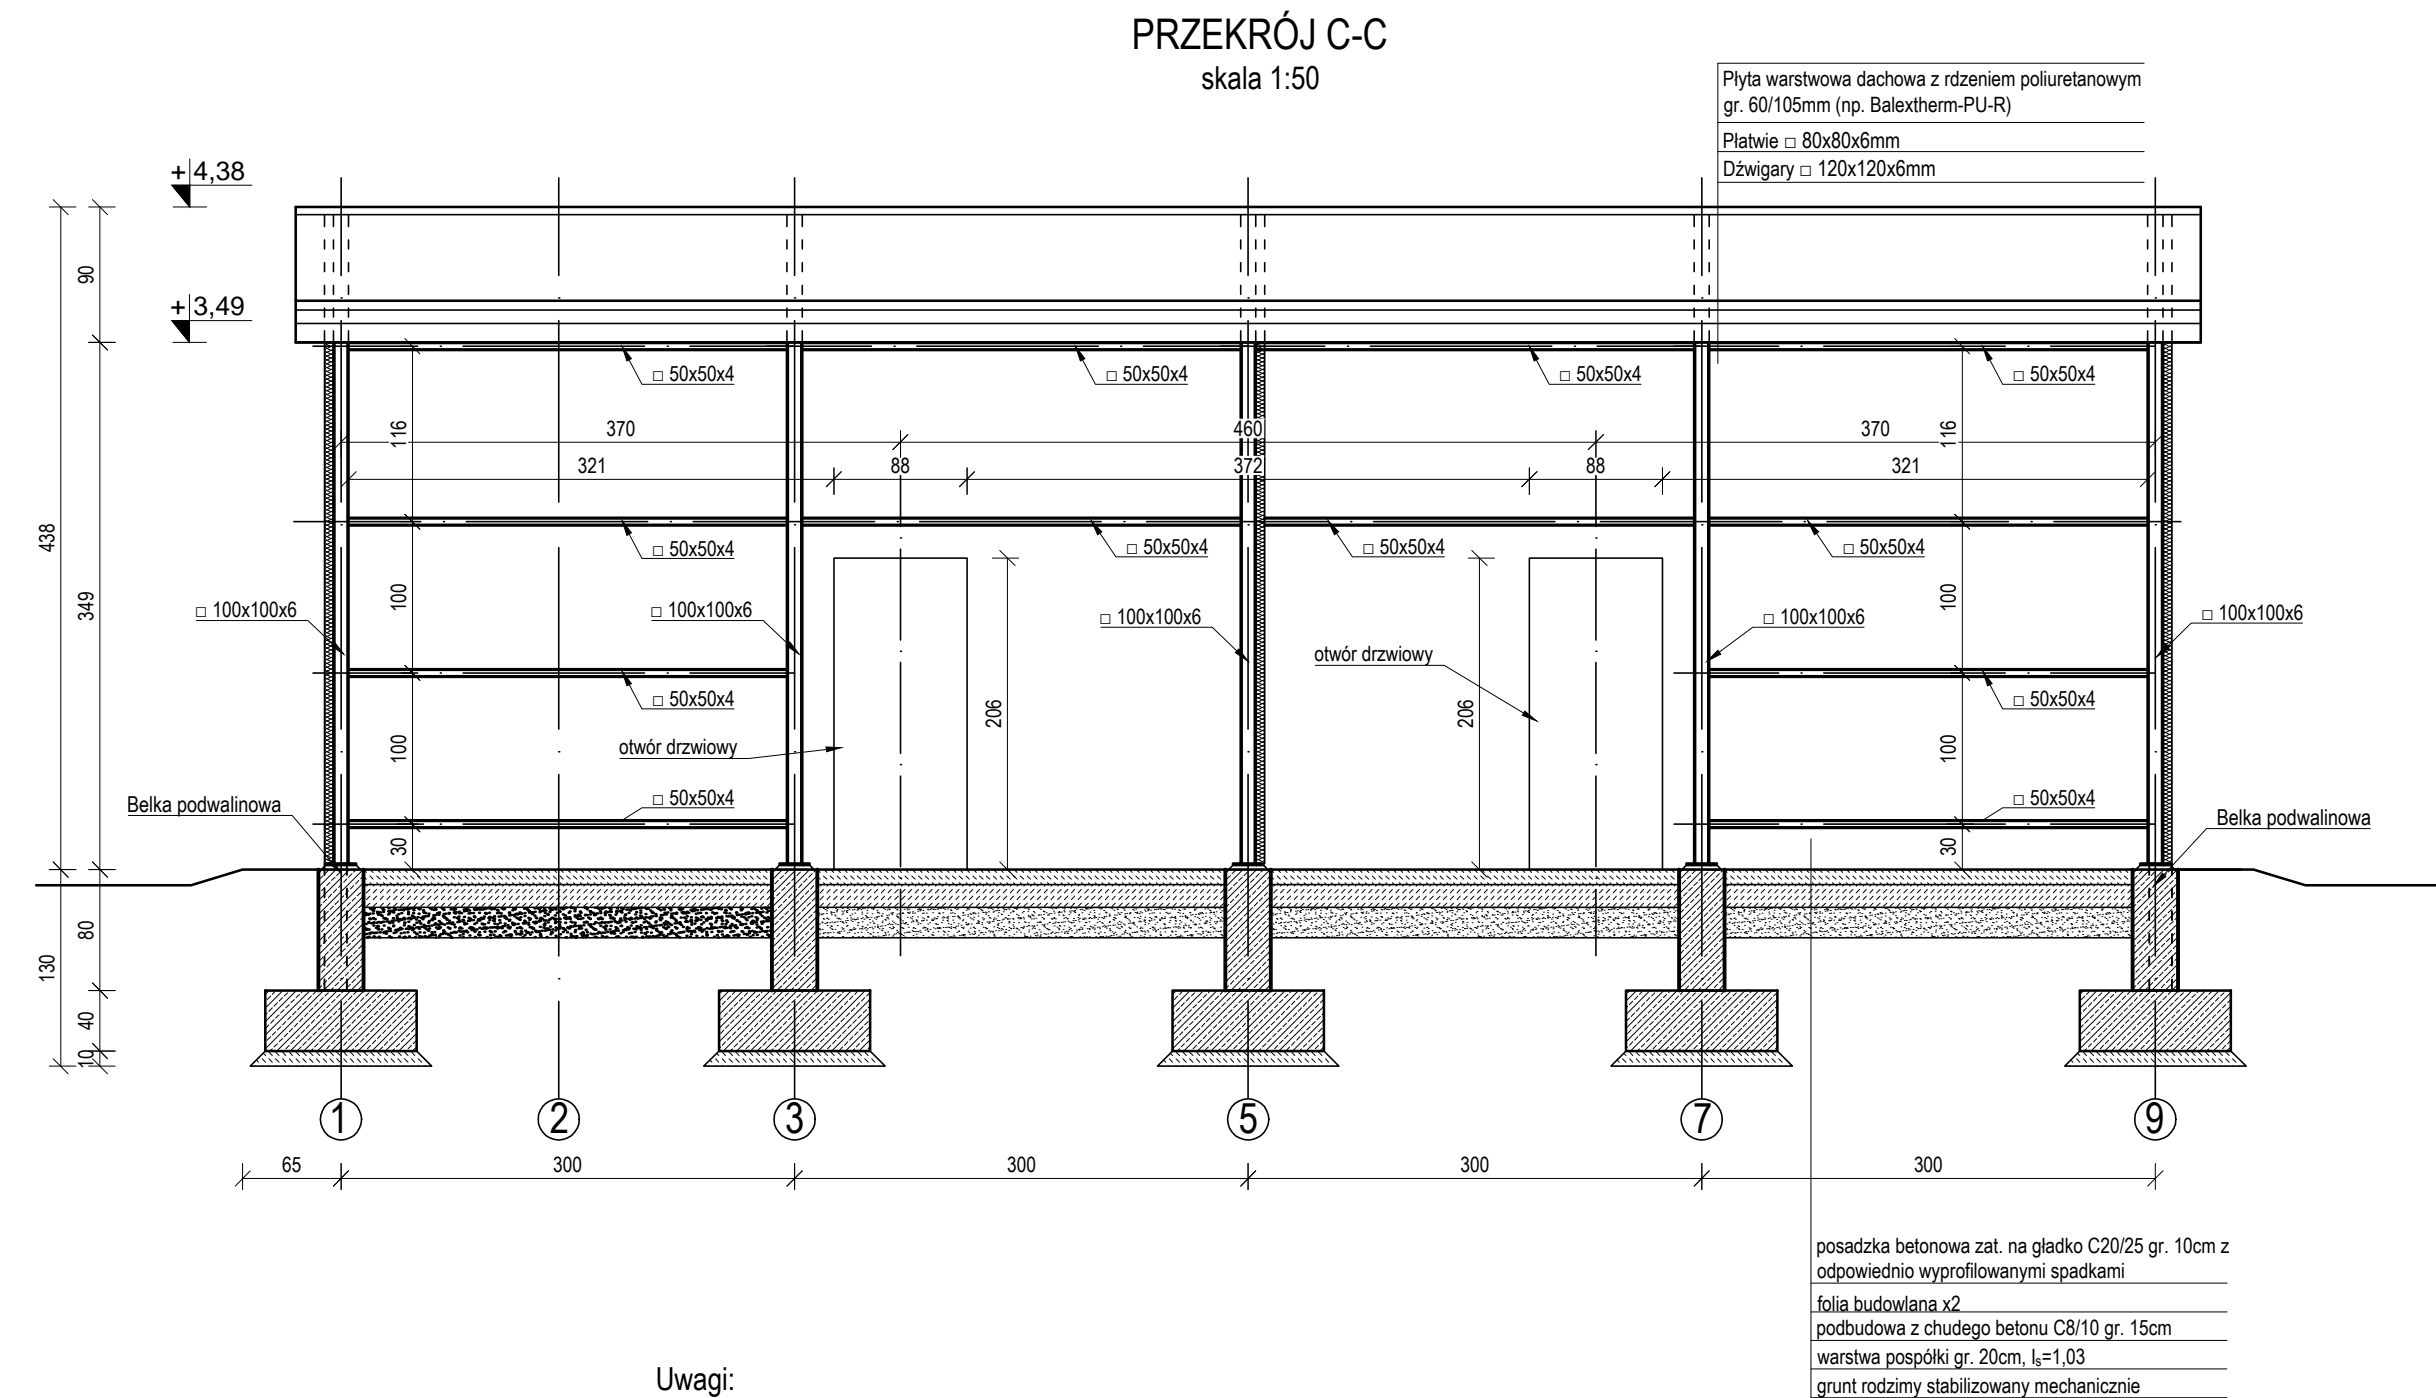 PRZEKRÓJ C-C
skala 1:50
Płyta warstwowa dachowa z rdzeniem poliuretanowym
gr. 60/105mm (np. Balextherm-PU-R)
Płatwie □ 80x80x6mm
Dźwigary □ 120x120x6mm
+4,38
90
+3,49
□ 50x50x4
□ 50x50x4
□ 50x50x4
□ 50x50x4
116
370
460
370
116
321
88
372
88
321
438
349
□ 50x50x4
□ 50x50x4
□ 50x50x4
□ 50x50x4
100
100
□ 100x100x6
□ 100x100x6
□ 100x100x6
□ 100x100x6
□ 100x100x6
otwór drzwiowy
□ 50x50x4
□ 50x50x4
206
206
otwór drzwiowy
100
100
□ 50x50x4
□ 50x50x4
Belka podwalinowa
Belka podwalinowa
30
30
80
130
40
10
1
2
3
5
7
9
65
300
300
300
300
posadzka betonowa zat. na gładko C20/25 gr. 10cm z
odpowiednio wyprofilowanymi spadkami
folia budowlana x2
podbudowa z chudego betonu C8/10 gr. 15cm
warstwa pospółki gr. 20cm, Iₛ=1,03
grunt rodzimy stabilizowany mechanicznie
Uwagi: